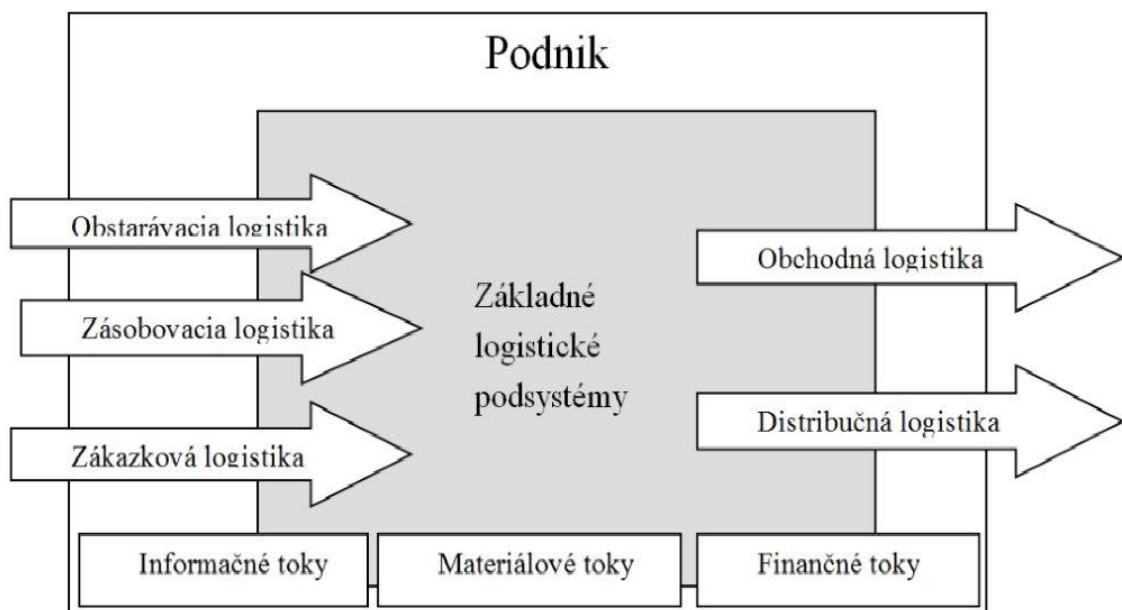 Podnik
Obstarávacia logistika
Zásobovacia logistika
Zákazková logistika
Základné
logistické
podsystémy
Obchodná logistika
Distribučná logistika
Informačné toky
Materiálové toky
Finančné toky